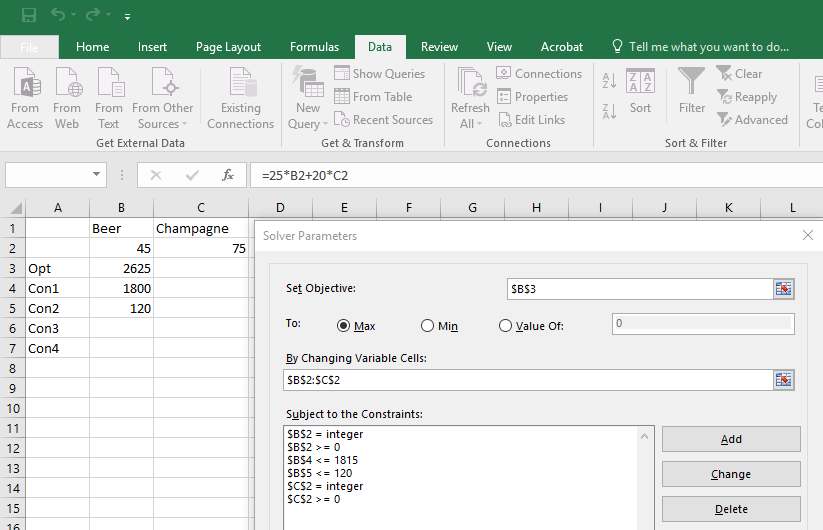 File Home Insert Page Layout Formulas Data Review View Acrobat Tell me what you want to do...
From Access From Web From Text From Other Sources Existing Connections
Get External Data
New Query Show Queries From Table Recent Sources
Get & Transform
Refresh All Connections Properties Edit Links
Connections
Sort Filter Clear Reapply Advanced
Sort & Filter
fx =25*B2+20*C2
A B C D E F G H I J K L
1 Beer Champagne
2 45 75
3 Opt 2625
4 Con1 1800
5 Con2 120
6 Con3
7 Con4
8
9
10
11
12
13
14
15
16
Solver Parameters
Set Objective: $B$3
To: Max Min Value Of: 0
By Changing Variable Cells:
$B$2:$C$2
Subject to the Constraints:
$B$2 = integer
$B$2 >= 0
$B$4 <= 1815
$B$5 <= 120
$C$2 = integer
$C$2 >= 0
Add
Change
Delete